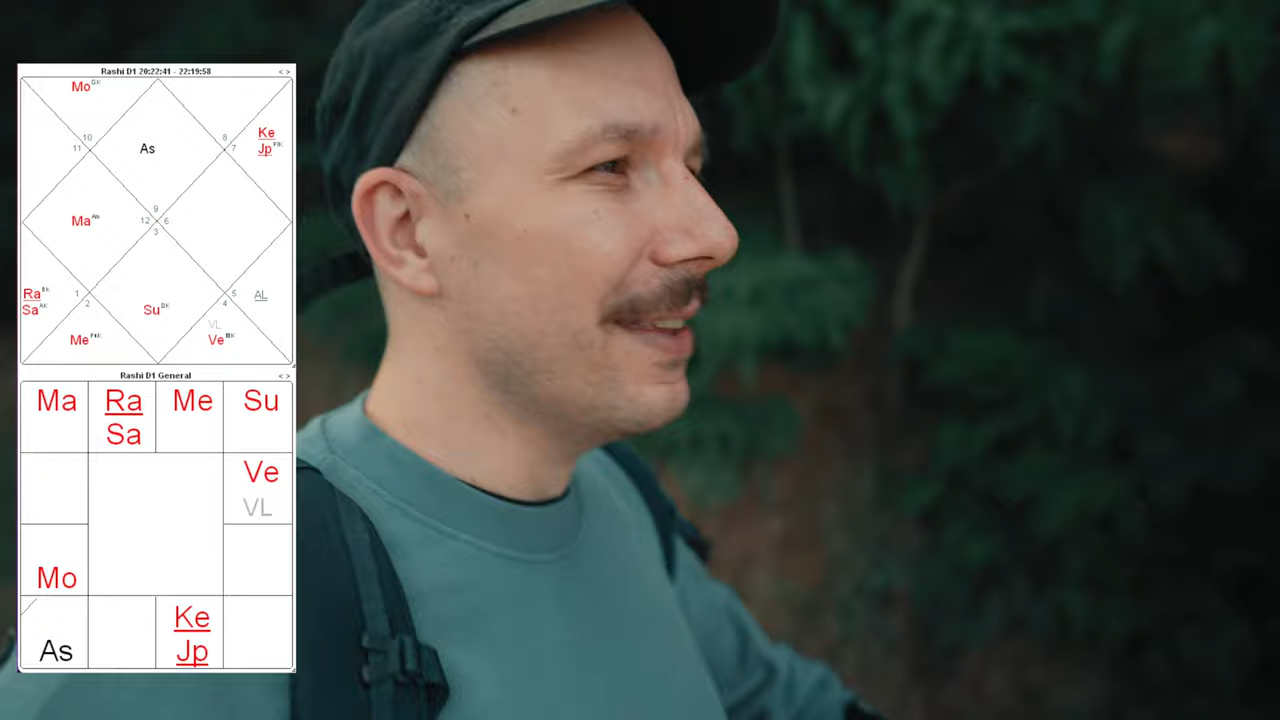 Rashi D1 20:22:41 - 22:19:58 < >
Mo GK
10 8 Ke
11 As 7 Jp PiK
9
Ma Am 12 6
3
Ra BK 1 5 AL
Sa AK 2 Su DK 4
VL
Me PuK Ve MK
Rashi D1 General < >
Ma Ra Me Su
Sa
Ve
VL
Mo
Ke
As Jp